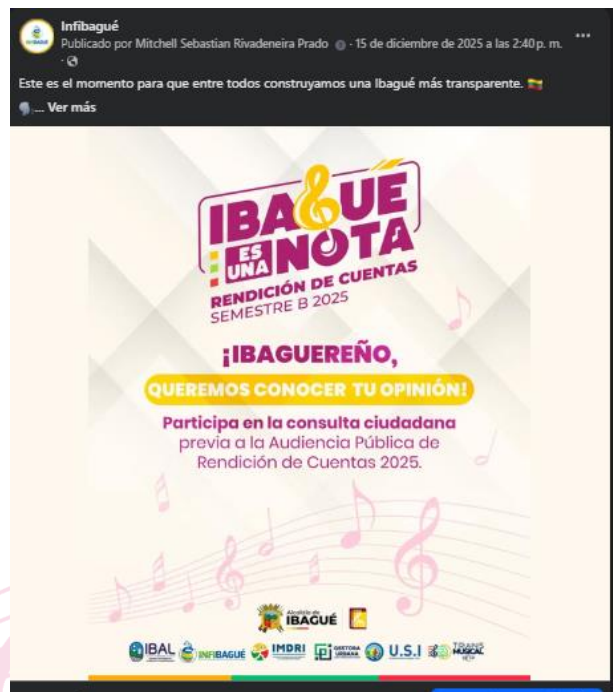 Infibagué
Publicado por Mitchell Sebastian Rivadeneira Prado · 15 de diciembre de 2025 a las 2:40 p. m.
Este es el momento para que entre todos construyamos una Ibagué más transparente.
... Ver más
IBAGUÉ
ES UNA NOTA
RENDICIÓN DE CUENTAS
SEMESTRE B 2025
¡IBAGUEREÑO,
QUEREMOS CONOCER TU OPINIÓN!
Participa en la consulta ciudadana
previa a la Audiencia Pública de
Rendición de Cuentas 2025.
Alcaldía de
IBAGUÉ
IBAL INFIBAGUÉ IMDRI GESTORA URBANA U.S.I TRANS MUSICAL